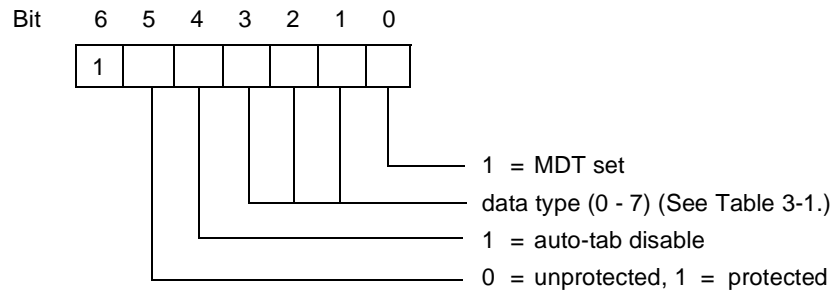 Bit 6 5 4 3 2 1 0
1
1 = MDT set
data type (0 - 7) (See Table 3-1.)
1 = auto-tab disable
0 = unprotected, 1 = protected